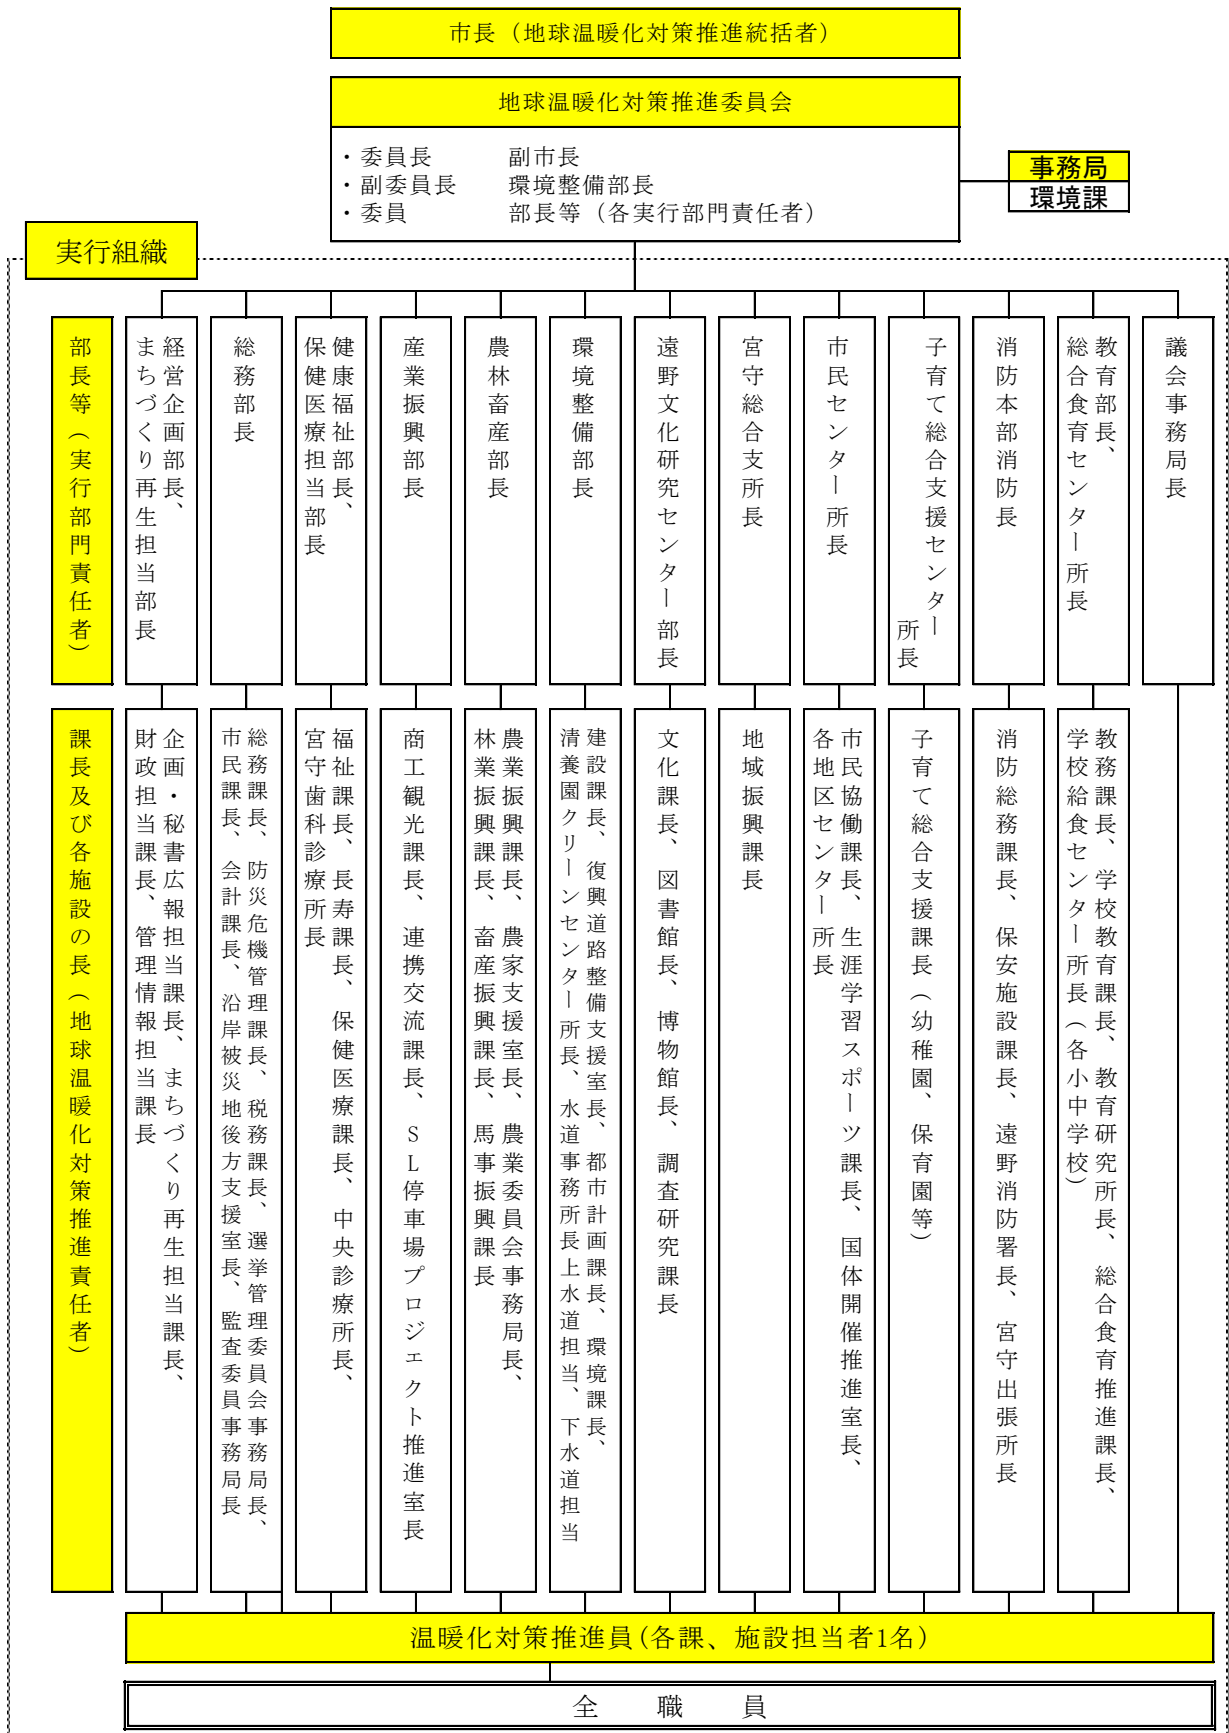 市長（地球温暖化対策推進統括者）
地球温暖化対策推進委員会
・委員長　副市長
・副委員長　環境整備部長
・委員　部長等（各実行部門責任者）
事務局
環境課
実行組織
部長等（実行部門責任者）
経営企画部長、
まちづくり再生担当部長
総務部長
健康福祉部長、
保健医療担当部長
産業振興部長
農林畜産部長
環境整備部長
遠野文化研究センター部長
宮守総合支所長
市民センター所長
子育て総合支援センター
所長
消防本部消防長
教育部長、
総合食育センター所長
議会事務局長
課長及び各施設の長（地球温暖化対策推進責任者）
企画・秘書広報担当課長、まちづくり再生担当課長、
財政担当課長、管理情報担当課長
総務課長、防災危機管理課長、税務課長、選挙管理委員会事務局長、
市民課長、会計課長、沿岸被災地後方支援室長、監査委員事務局長
福祉課長、長寿課長、保健医療課長、中央診療所長、
宮守歯科診療所長
商工観光課長、連携交流課長、SL停車場プロジェクト推進室長
農業振興課長、農家支援室長、農業委員会事務局長、
林業振興課長、畜産振興課長、馬事振興課長
建設課長、復興道路整備支援室長、都市計画課長、環境課長、
清養園クリーンセンター所長、水道事務所長上水道担当、下水道担当
文化課長、図書館長、博物館長、調査研究課長
地域振興課長
市民協働課長、生涯学習スポーツ課長、国体開催推進室長、
各地区センター所長
子育て総合支援課長（幼稚園、保育園等）
消防総務課長、保安施設課長、遠野消防署長、宮守出張所長
教務課長、学校教育課長、教育研究所長、総合食育推進課長、
学校給食センター所長（各小中学校）
温暖化対策推進員(各課、施設担当者1名)
全　職　員